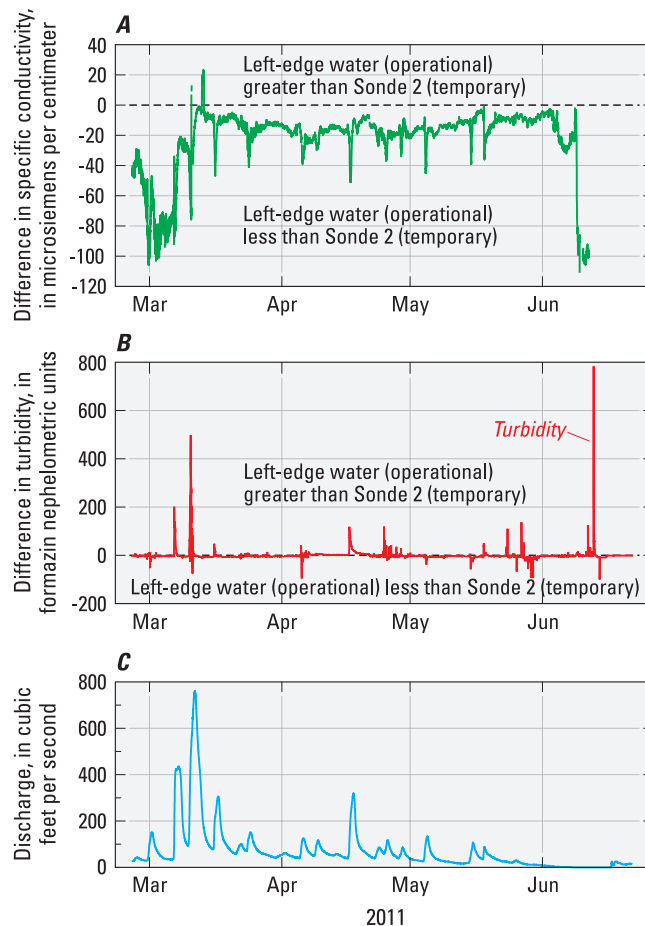 A
Difference in specific conductivity,
in microsiemens per centimeter
40
20
0
-20
-40
-60
-80
-100
-120
Left-edge water (operational)
greater than Sonde 2 (temporary)
Left-edge water (operational)
less than Sonde 2 (temporary)
Mar Apr May Jun
B
Difference in turbidity, in
formazin nephelometric units
800
600
400
200
0
-200
Turbidity
Left-edge water (operational)
greater than Sonde 2 (temporary)
Left-edge water (operational) less than Sonde 2 (temporary)
Mar Apr May Jun
C
Discharge, in cubic
feet per second
800
600
400
200
0
Mar Apr May Jun
2011